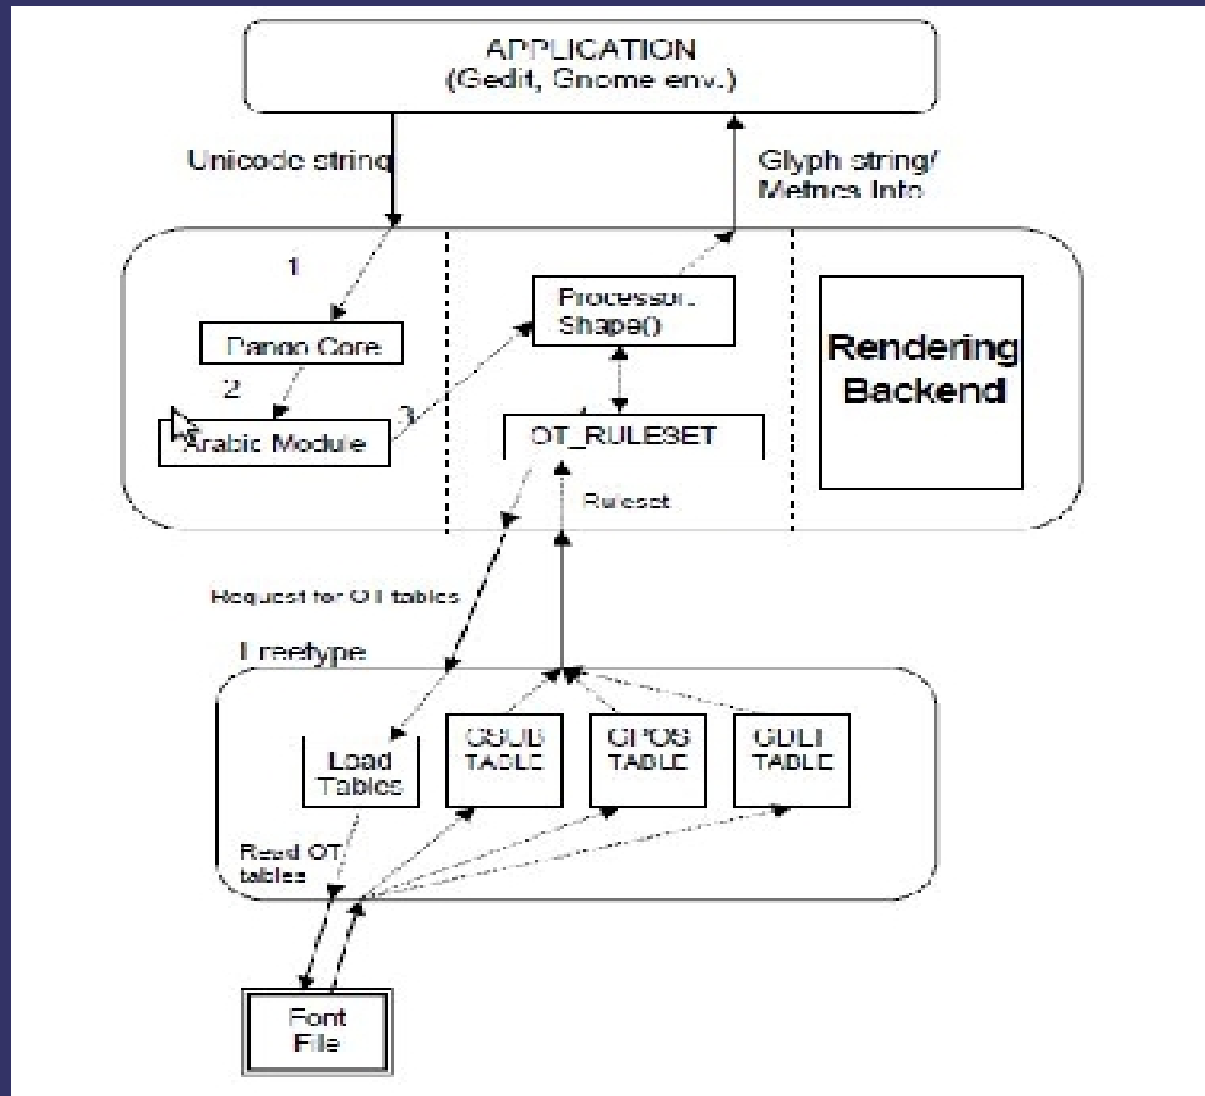 APPLICATION
(Gedit, Gnome env.)
Unicode string
Glyph string/
Metrics Info
1
Processor.
Shape()
Pango Core
Rendering
Backend
2
3
Arabic Module
OT_RULESET
Ruleset
Request for OT tables
Freetype
GSUB
TABLE
GPOS
TABLE
GDEF
TABLE
Load
Tables
Read OT
tables
Font
File